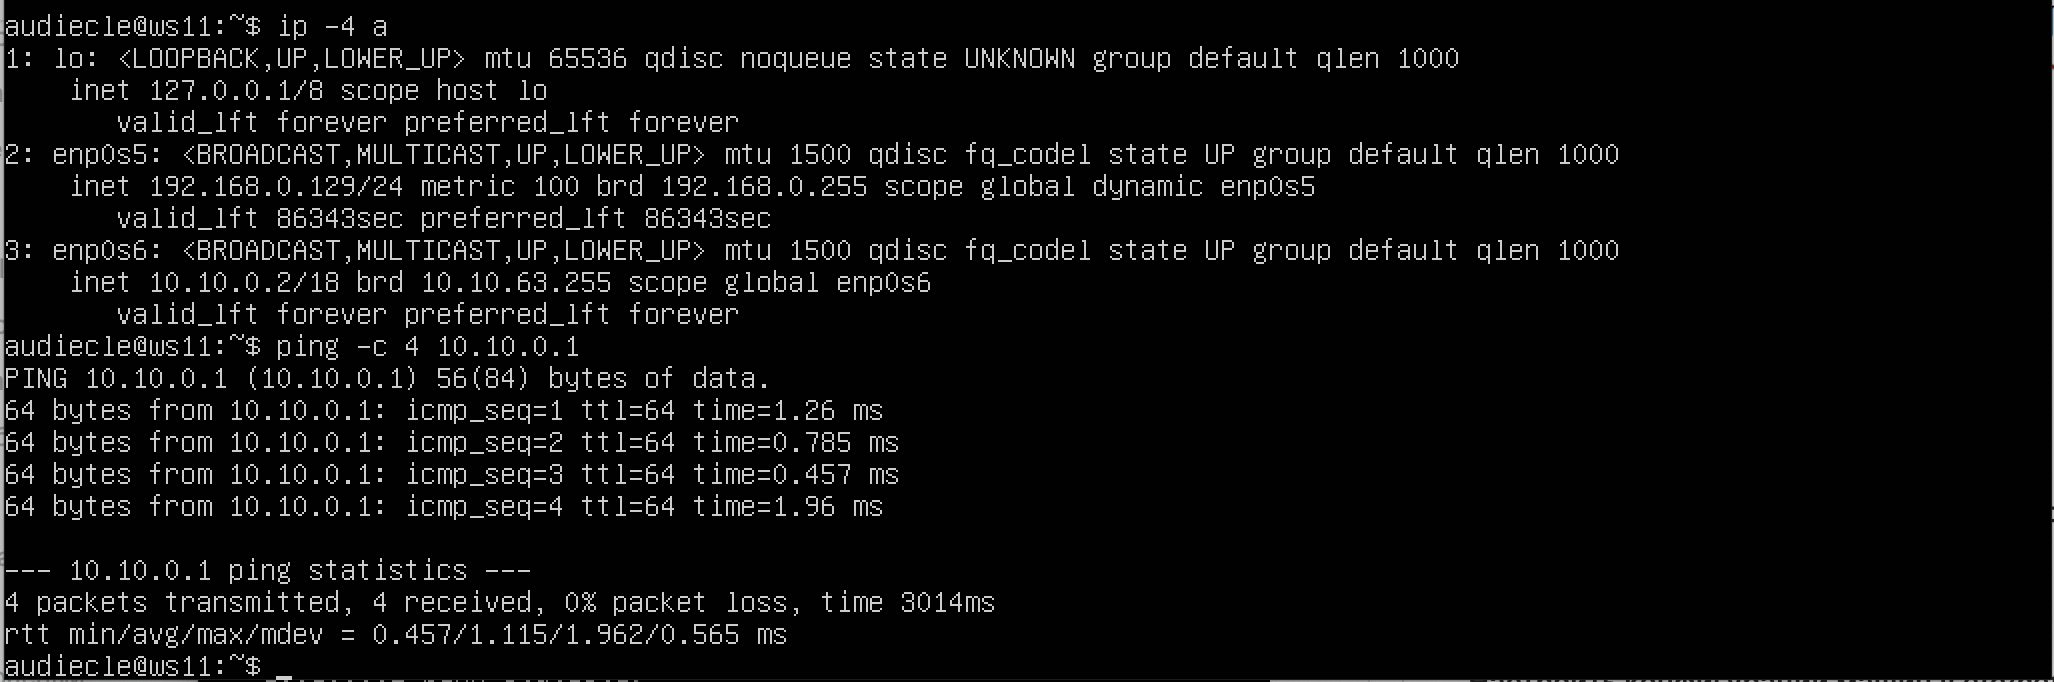 audiecle@ws11:~$ ip -4 a
1: lo: <LOOPBACK,UP,LOWER_UP> mtu 65536 qdisc noqueue state UNKNOWN group default qlen 1000
    inet 127.0.0.1/8 scope host lo
       valid_lft forever preferred_lft forever
2: enp0s5: <BROADCAST,MULTICAST,UP,LOWER_UP> mtu 1500 qdisc fq_codel state UP group default qlen 1000
    inet 192.168.0.129/24 metric 100 brd 192.168.0.255 scope global dynamic enp0s5
       valid_lft 86343sec preferred_lft 86343sec
3: enp0s6: <BROADCAST,MULTICAST,UP,LOWER_UP> mtu 1500 qdisc fq_codel state UP group default qlen 1000
    inet 10.10.0.2/18 brd 10.10.63.255 scope global enp0s6
       valid_lft forever preferred_lft forever
audiecle@ws11:~$ ping -c 4 10.10.0.1
PING 10.10.0.1 (10.10.0.1) 56(84) bytes of data.
64 bytes from 10.10.0.1: icmp_seq=1 ttl=64 time=1.26 ms
64 bytes from 10.10.0.1: icmp_seq=2 ttl=64 time=0.785 ms
64 bytes from 10.10.0.1: icmp_seq=3 ttl=64 time=0.457 ms
64 bytes from 10.10.0.1: icmp_seq=4 ttl=64 time=1.96 ms

--- 10.10.0.1 ping statistics ---
4 packets transmitted, 4 received, 0% packet loss, time 3014ms
rtt min/avg/max/mdev = 0.457/1.115/1.962/0.565 ms
audiecle@ws11:~$ _